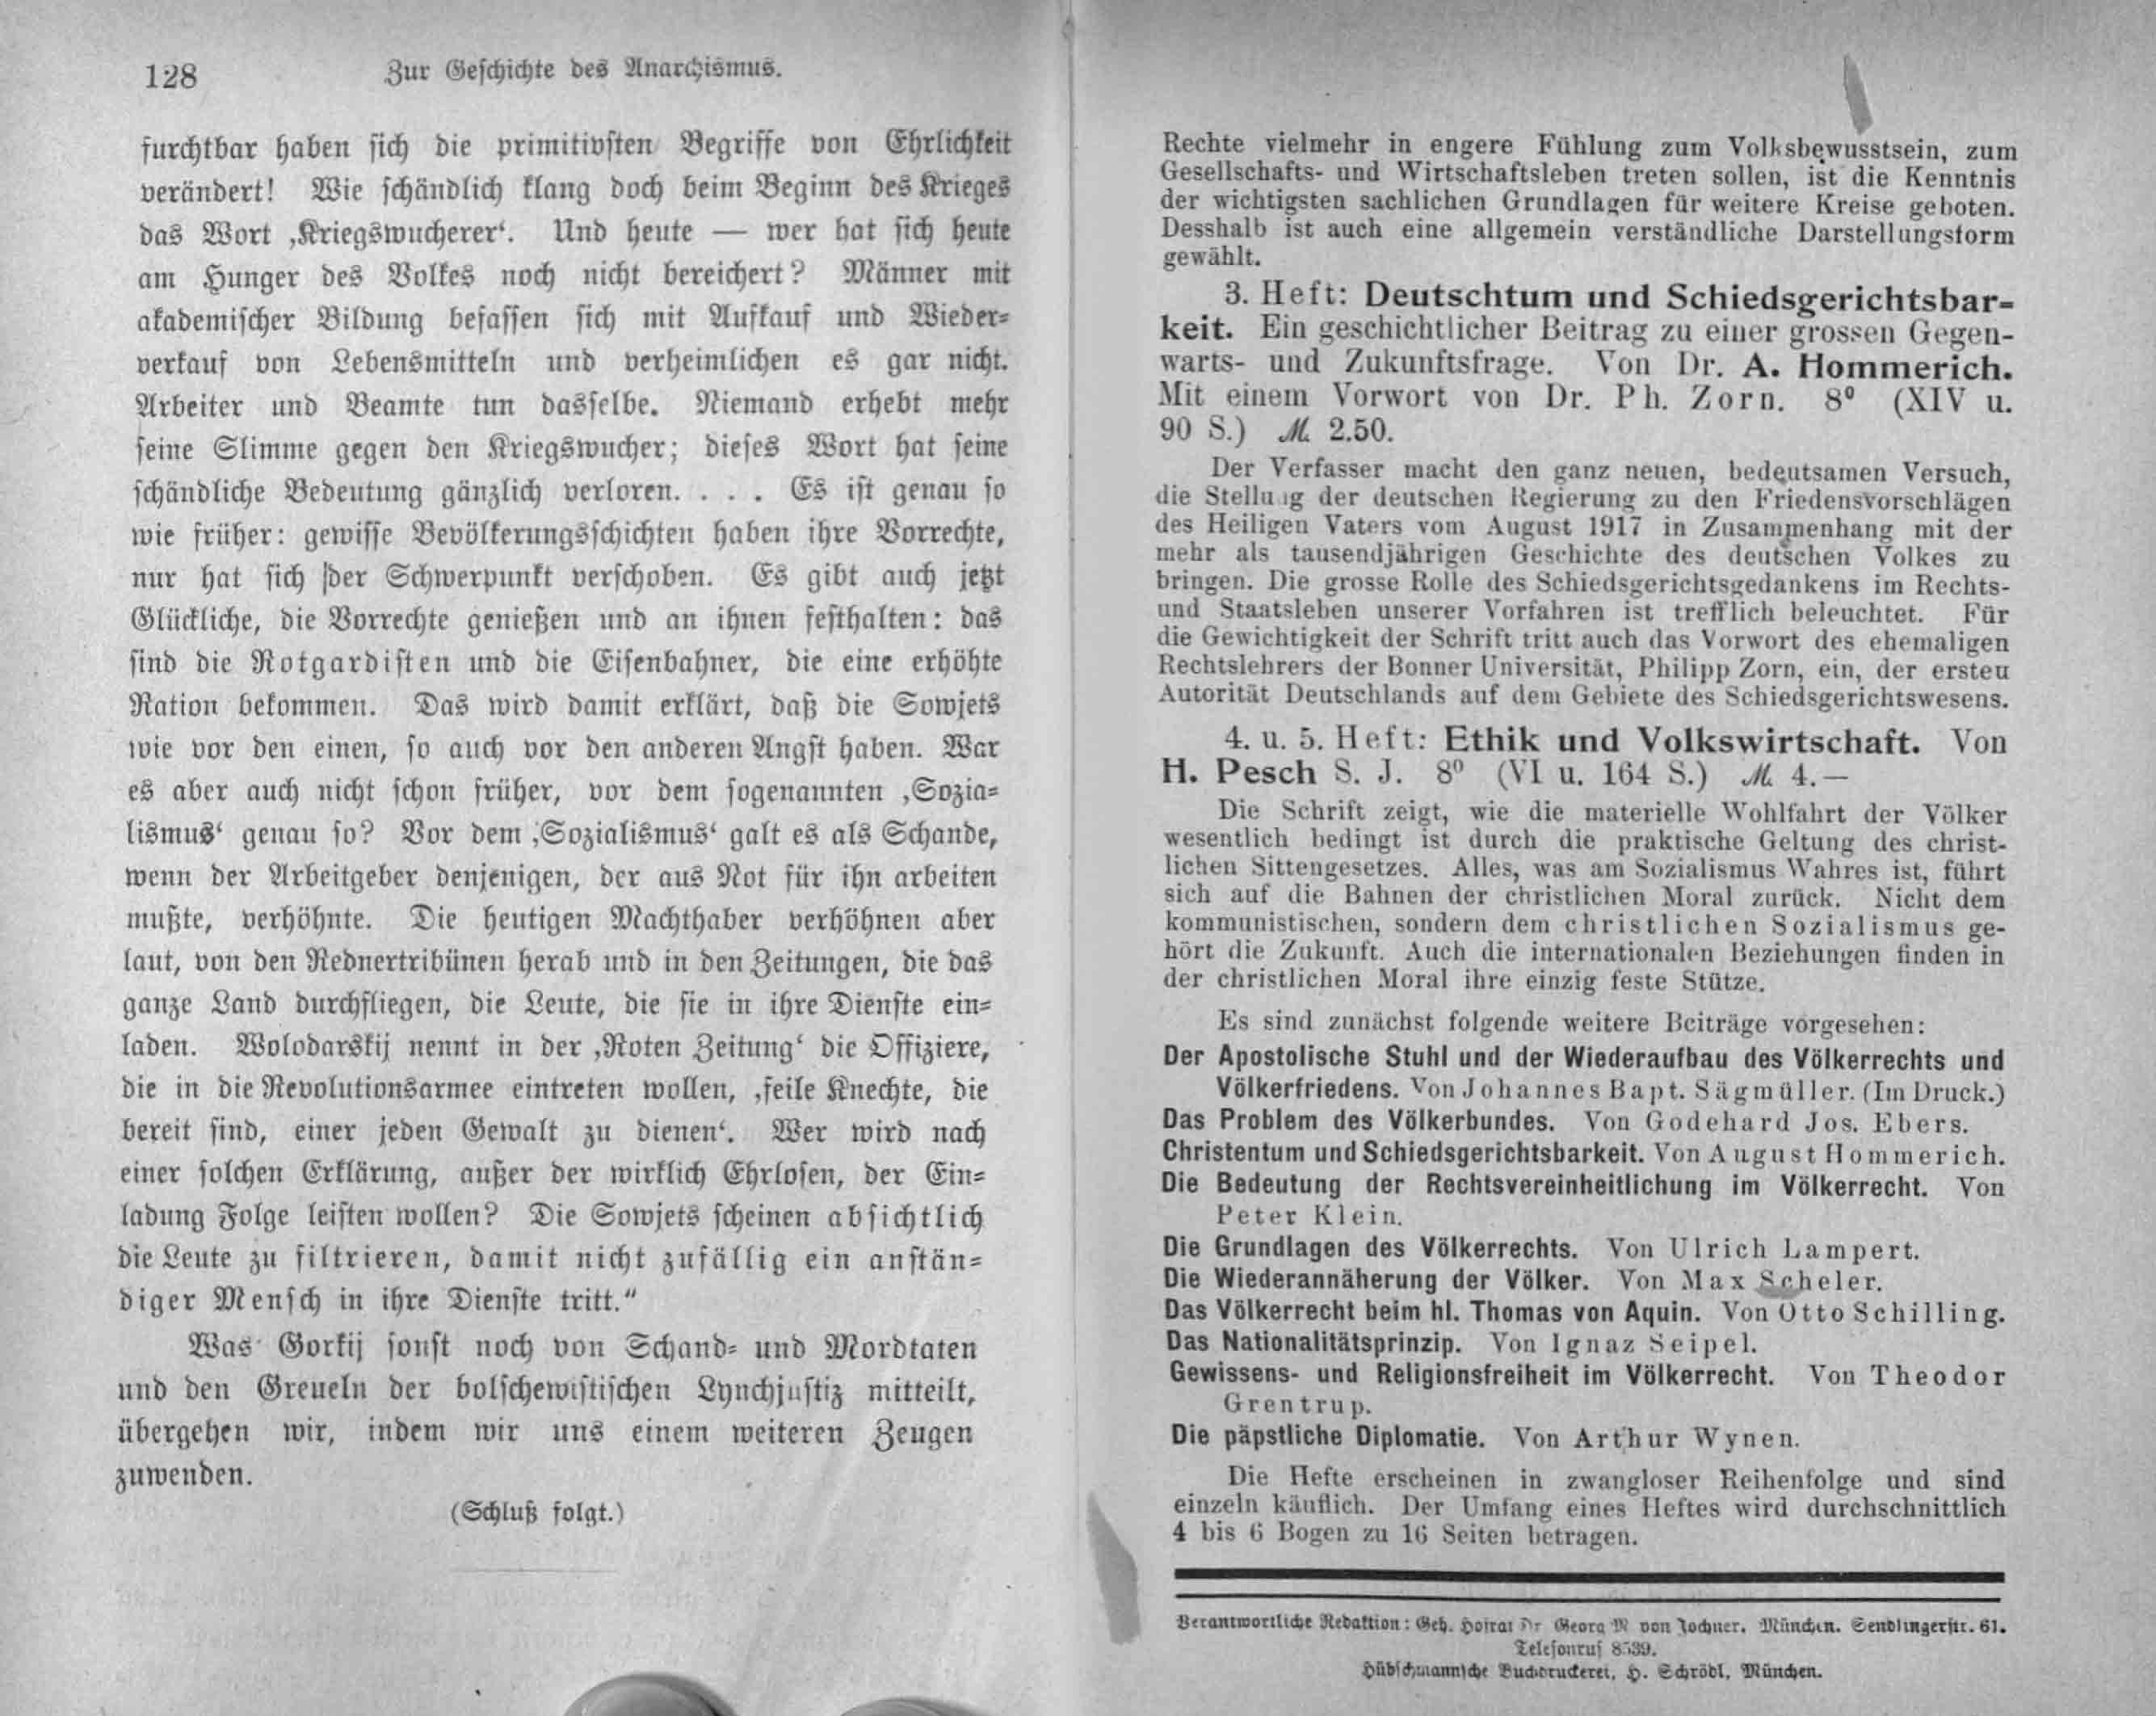 128 Zur Geschichte des Anarchismus.
furchtbar haben sich die primitivsten Begriffe von Ehrlichkeit
verändert! Wie schändlich klang doch beim Beginn des Krieges
das Wort ‚Kriegswucherer‘. Und heute — wer hat sich heute
am Hunger des Volkes noch nicht bereichert? Männer mit
akademischer Bildung befassen sich mit Aufkauf und Wieder-
verkauf von Lebensmitteln und verheimlichen es gar nicht.
Arbeiter und Beamte tun dasselbe. Niemand erhebt mehr
seine Stimme gegen den Kriegswucher; dieses Wort hat seine
schändliche Bedeutung gänzlich verloren. . . . Es ist genau so
wie früher: gewisse Bevölkerungsschichten haben ihre Vorrechte,
nur hat sich der Schwerpunkt verschoben. Es gibt auch jetzt
Glückliche, die Vorrechte genießen und an ihnen festhalten: das
sind die Rotgardisten und die Eisenbahner, die eine erhöhte
Ration bekommen. Das wird damit erklärt, daß die Sowjets
wie vor den einen, so auch vor den anderen Angst haben. War
es aber auch nicht schon früher, vor dem sogenannten ‚Sozia-
lismus‘ genau so? Vor dem ‚Sozialismus‘ galt es als Schande,
wenn der Arbeitgeber denjenigen, der aus Not für ihn arbeiten
mußte, verhöhnte. Die heutigen Machthaber verhöhnen aber
laut, von den Rednertribünen herab und in den Zeitungen, die das
ganze Land durchfliegen, die Leute, die sie in ihre Dienste ein-
laden. Wolodarskij nennt in der ‚Roten Zeitung‘ die Offiziere,
die in die Revolutionsarmee eintreten wollen, ‚feile Knechte, die
bereit sind, einer jeden Gewalt zu dienen‘. Wer wird nach
einer solchen Erklärung, außer der wirklich Ehrlosen, der Ein-
ladung Folge leisten wollen? Die Sowjets scheinen absichtlich
die Leute zu filtrieren, damit nicht zufällig ein anstän-
diger Mensch in ihre Dienste tritt.“
Was Gorkij sonst noch von Schand- und Mordtaten
und den Greueln der bolschewistischen Lynchjustiz mitteilt,
übergehen wir, indem wir uns einem weiteren Zeugen
zuwenden.
(Schluß folgt.)
Rechte vielmehr in engere Fühlung zum Volksbewusstsein, zum
Gesellschafts- und Wirtschaftsleben treten sollen, ist die Kenntnis
der wichtigsten sachlichen Grundlagen für weitere Kreise geboten.
Desshalb ist auch eine allgemein verständliche Darstellungsform
gewählt.
3. Heft: Deutschtum und Schiedsgerichtsbar-
keit. Ein geschichtlicher Beitrag zu einer grossen Gegen-
warts- und Zukunftsfrage. Von Dr. A. Hommerich.
Mit einem Vorwort von Dr. Ph. Zorn. 8⁰ (XIV u.
90 S.) M 2.50.
Der Verfasser macht den ganz neuen, bedeutsamen Versuch,
die Stellung der deutschen Regierung zu den Friedensvorschlägen
des Heiligen Vaters vom August 1917 in Zusammenhang mit der
mehr als tausendjährigen Geschichte des deutschen Volkes zu
bringen. Die grosse Rolle des Schiedsgerichtsgedankens im Rechts-
und Staatsleben unserer Vorfahren ist trefflich beleuchtet. Für
die Gewichtigkeit der Schrift tritt auch das Vorwort des ehemaligen
Rechtslehrers der Bonner Universität, Philipp Zorn, ein, der ersten
Autorität Deutschlands auf dem Gebiete des Schiedsgerichtswesens.
4. u. 5. Heft: Ethik und Volkswirtschaft. Von
H. Pesch S. J. 8⁰ (VI u. 164 S.) M 4.—
Die Schrift zeigt, wie die materielle Wohlfahrt der Völker
wesentlich bedingt ist durch die praktische Geltung des christ-
lichen Sittengesetzes. Alles, was am Sozialismus Wahres ist, führt
sich auf die Bahnen der christlichen Moral zurück. Nicht dem
kommunistischen, sondern dem christlichen Sozialismus ge-
hört die Zukunft. Auch die internationalen Beziehungen finden in
der christlichen Moral ihre einzig feste Stütze.
Es sind zunächst folgende weitere Beiträge vorgesehen:
Der Apostolische Stuhl und der Wiederaufbau des Völkerrechts und
Völkerfriedens. Von Johannes Bapt. Sägmüller. (Im Druck.)
Das Problem des Völkerbundes. Von Godehard Jos. Ebers.
Christentum und Schiedsgerichtsbarkeit. Von August Hommerich.
Die Bedeutung der Rechtsvereinheitlichung im Völkerrecht. Von
Peter Klein.
Die Grundlagen des Völkerrechts. Von Ulrich Lampert.
Die Wiederannäherung der Völker. Von Max Scheler.
Das Völkerrecht beim hl. Thomas von Aquin. Von Otto Schilling.
Das Nationalitätsprinzip. Von Ignaz Seipel.
Gewissens- und Religionsfreiheit im Völkerrecht. Von Theodor
Grentrup.
Die päpstliche Diplomatie. Von Arthur Wynen.
Die Hefte erscheinen in zwangloser Reihenfolge und sind
einzeln käuflich. Der Umfang eines Heftes wird durchschnittlich
4 bis 6 Bogen zu 16 Seiten betragen.
Verantwortliche Redaktion: Geh. Hofrat Dr Georg M von Jochner, München, Sendlingerstr. 61.
Telefonruf 8539.
Hübschmannsche Buchdruckerei, H. Schrödl, München.